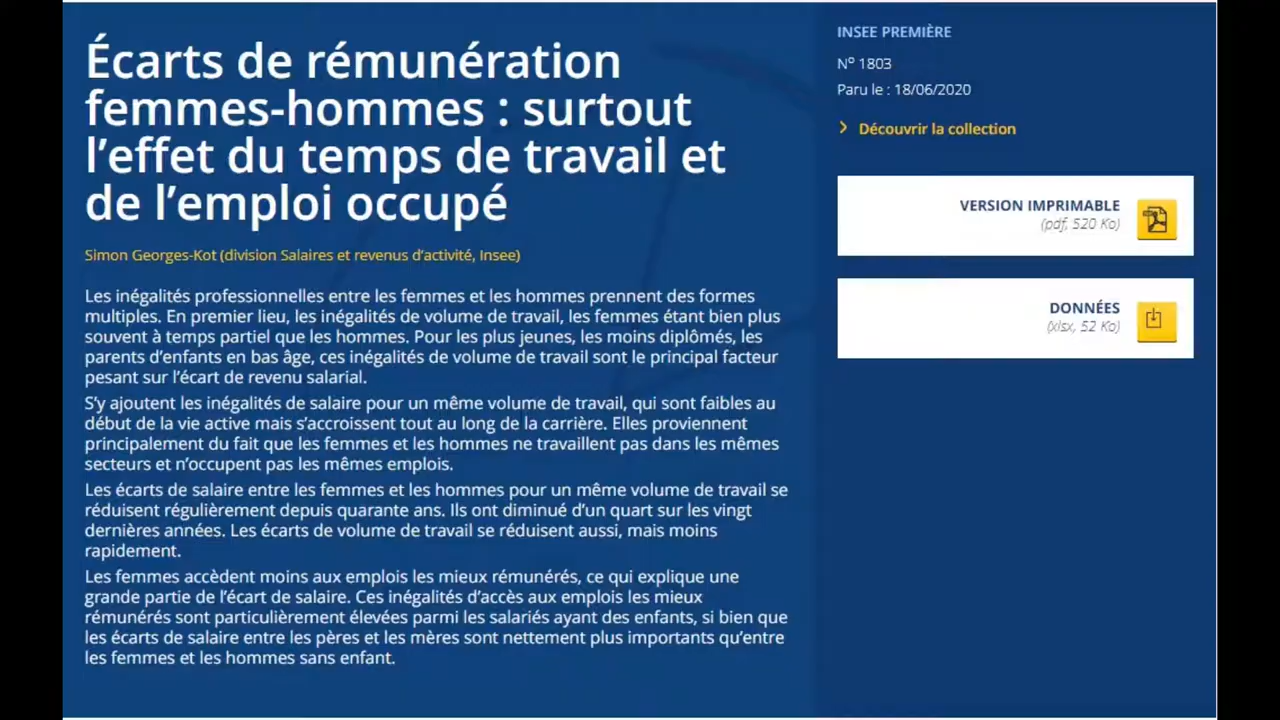 Écarts de rémunération
femmes-hommes : surtout
l’effet du temps de travail et
de l’emploi occupé
Simon Georges-Kot (division Salaires et revenus d’activité, Insee)
Les inégalités professionnelles entre les femmes et les hommes prennent des formes
multiples. En premier lieu, les inégalités de volume de travail, les femmes étant bien plus
souvent à temps partiel que les hommes. Pour les plus jeunes, les moins diplômés, les
parents d’enfants en bas âge, ces inégalités de volume de travail sont le principal facteur
pesant sur l’écart de revenu salarial.
S’y ajoutent les inégalités de salaire pour un même volume de travail, qui sont faibles au
début de la vie active mais s’accroissent tout au long de la carrière. Elles proviennent
principalement du fait que les femmes et les hommes ne travaillent pas dans les mêmes
secteurs et n’occupent pas les mêmes emplois.
Les écarts de salaire entre les femmes et les hommes pour un même volume de travail se
réduisent régulièrement depuis quarante ans. Ils ont diminué d’un quart sur les vingt
dernières années. Les écarts de volume de travail se réduisent aussi, mais moins
rapidement.
Les femmes accèdent moins aux emplois les mieux rémunérés, ce qui explique une
grande partie de l’écart de salaire. Ces inégalités d’accès aux emplois les mieux
rémunérés sont particulièrement élevées parmi les salariés ayant des enfants, si bien que
les écarts de salaire entre les pères et les mères sont nettement plus importants qu’entre
les femmes et les hommes sans enfant.
INSEE PREMIÈRE
Nº 1803
Paru le : 18/06/2020
Découvrir la collection
VERSION IMPRIMABLE
(pdf, 520 Ko)
DONNÉES
(xlsx, 52 Ko)